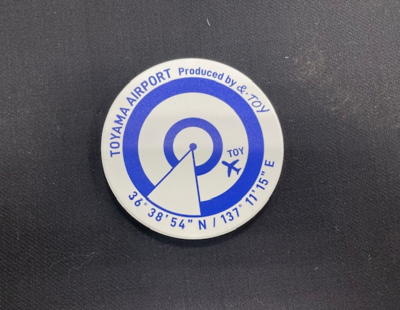 TOYAMA AIRPORT Produced by &.TOY
TOY
36°38'54" N / 137°11'15" E